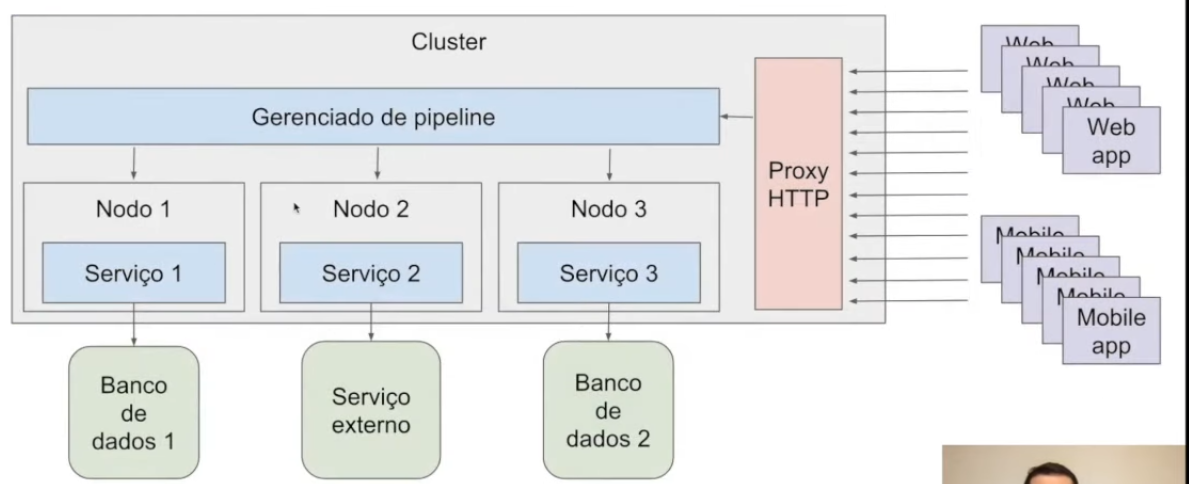 Cluster
Gerenciado de pipeline
Proxy
HTTP
Nodo 1
Nodo 2
Nodo 3
Serviço 1
Serviço 2
Serviço 3
Banco
de
dados 1
Serviço
externo
Banco
de
dados 2
Web
Web
Web
Web
Web
app
Mobile
Mobile
Mobile
Mobile
Mobile
app